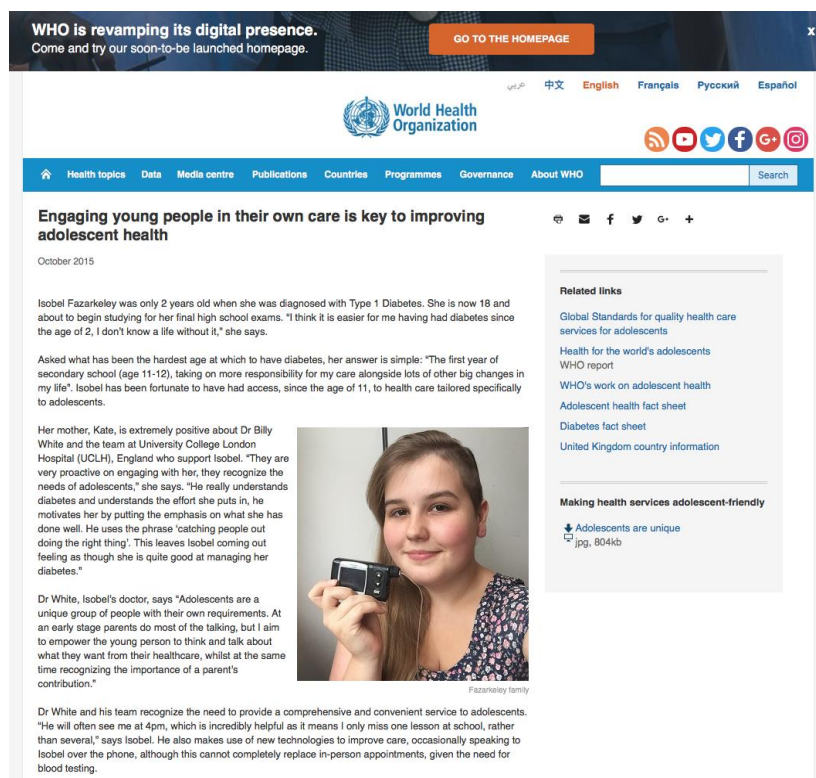 WHO is revamping its digital presence.
Come and try our soon-to-be launched homepage.
GO TO THE HOMEPAGE
x
عربي 中文 English Français Русский Español
World Health
Organization
G+
Health topics Data Media centre Publications Countries Programmes Governance About WHO Search
Engaging young people in their own care is key to improving
adolescent health
October 2015
Isobel Fazarkeley was only 2 years old when she was diagnosed with Type 1 Diabetes. She is now 18 and
about to begin studying for her final high school exams. "I think it is easier for me having had diabetes since
the age of 2, I don't know a life without it," she says.
Asked what has been the hardest age at which to have diabetes, her answer is simple: "The first year of
secondary school (age 11-12), taking on more responsibility for my care alongside lots of other big changes in
my life". Isobel has been fortunate to have had access, since the age of 11, to health care tailored specifically
to adolescents.
Her mother, Kate, is extremely positive about Dr Billy
White and the team at University College London
Hospital (UCLH), England who support Isobel. "They are
very proactive on engaging with her, they recognize the
needs of adolescents," she says. "He really understands
diabetes and understands the effort she puts in, he
motivates her by putting the emphasis on what she has
done well. He uses the phrase 'catching people out
doing the right thing'. This leaves Isobel coming out
feeling as though she is quite good at managing her
diabetes."
Dr White, Isobel's doctor, says "Adolescents are a
unique group of people with their own requirements. At
an early stage parents do most of the talking, but I aim
to empower the young person to think and talk about
what they want from their healthcare, whilst at the same
time recognizing the importance of a parent's
contribution."
Fazarkeley family
Dr White and his team recognize the need to provide a comprehensive and convenient service to adolescents.
"He will often see me at 4pm, which is incredibly helpful as it means I only miss one lesson at school, rather
than several," says Isobel. He also makes use of new technologies to improve care, occasionally speaking to
Isobel over the phone, although this cannot completely replace in-person appointments, given the need for
blood testing.
G+
Related links
Global Standards for quality health care
services for adolescents
Health for the world's adolescents
WHO report
WHO's work on adolescent health
Adolescent health fact sheet
Diabetes fact sheet
United Kingdom country information
Making health services adolescent-friendly
Adolescents are unique
jpg, 804kb